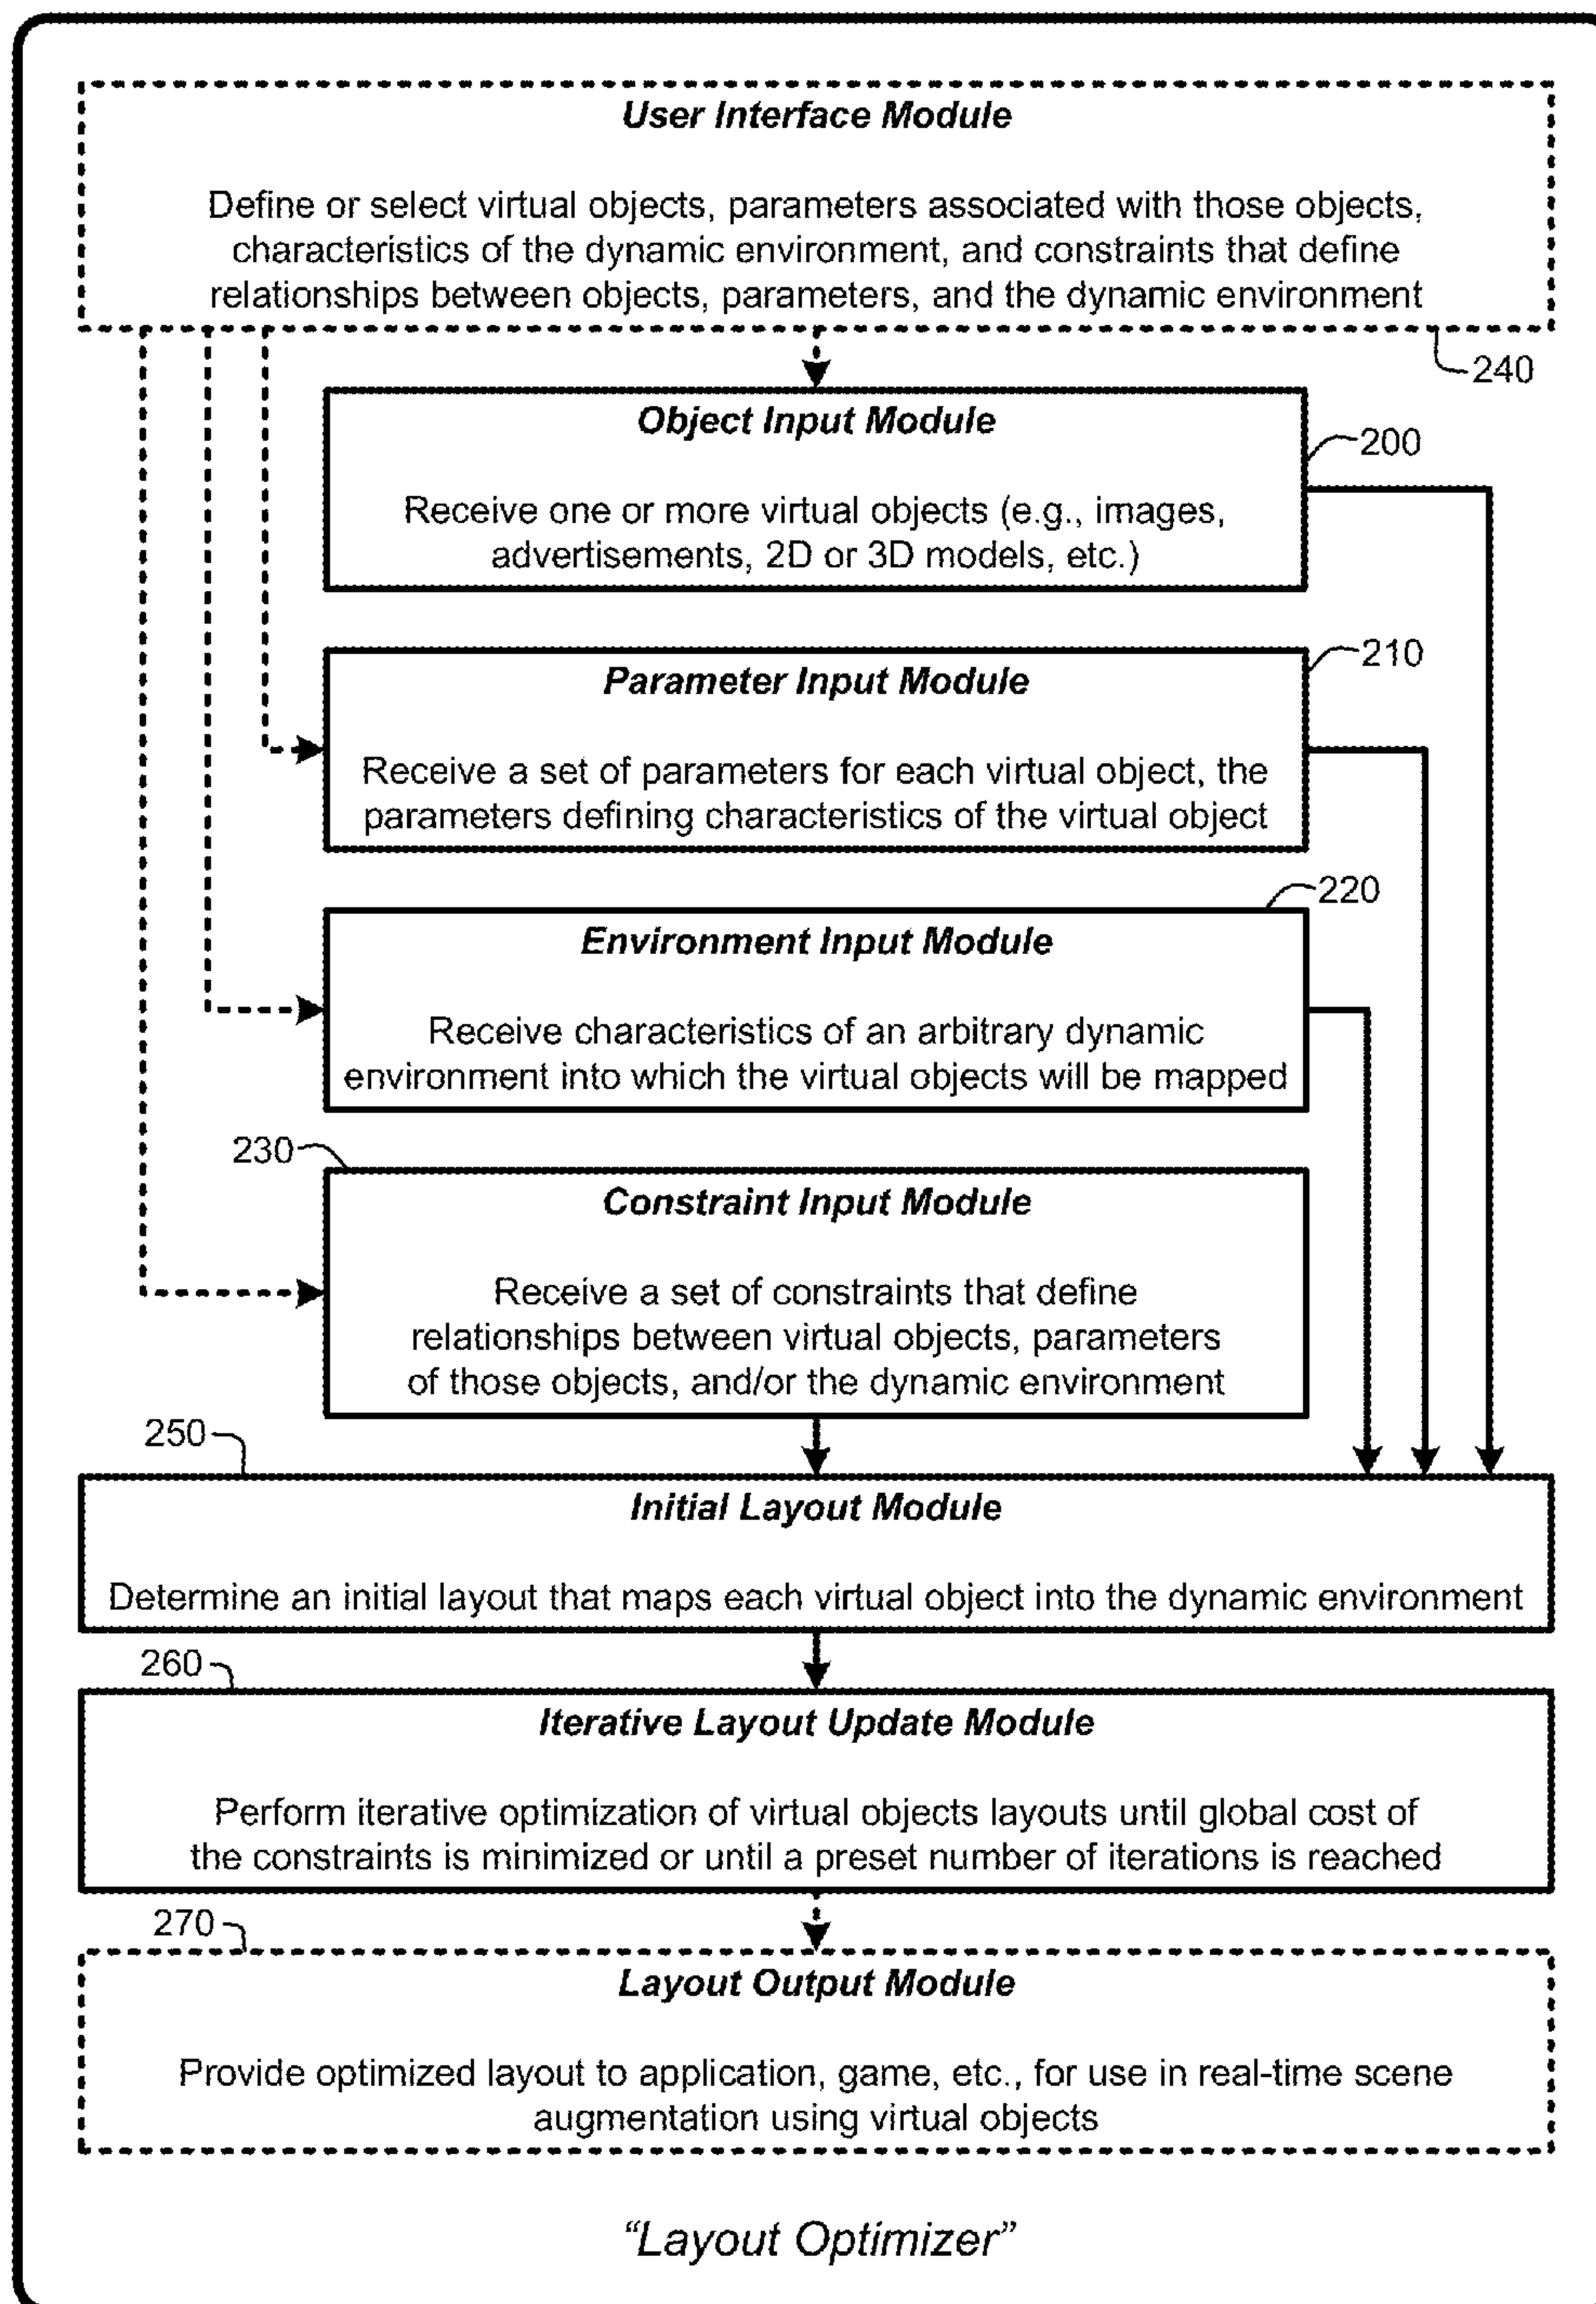 User Interface Module
Define or select virtual objects, parameters associated with those objects,
characteristics of the dynamic environment, and constraints that define
relationships between objects, parameters, and the dynamic environment
240
Object Input Module
200
Receive one or more virtual objects (e.g., images,
advertisements, 2D or 3D models, etc.)
210
Parameter Input Module
Receive a set of parameters for each virtual object, the
parameters defining characteristics of the virtual object
220
Environment Input Module
Receive characteristics of an arbitrary dynamic
environment into which the virtual objects will be mapped
230
Constraint Input Module
Receive a set of constraints that define
relationships between virtual objects, parameters
of those objects, and/or the dynamic environment
250
Initial Layout Module
Determine an initial layout that maps each virtual object into the dynamic environment
260
Iterative Layout Update Module
Perform iterative optimization of virtual objects layouts until global cost of
the constraints is minimized or until a preset number of iterations is reached
270
Layout Output Module
Provide optimized layout to application, game, etc., for use in real-time scene
augmentation using virtual objects
“Layout Optimizer”